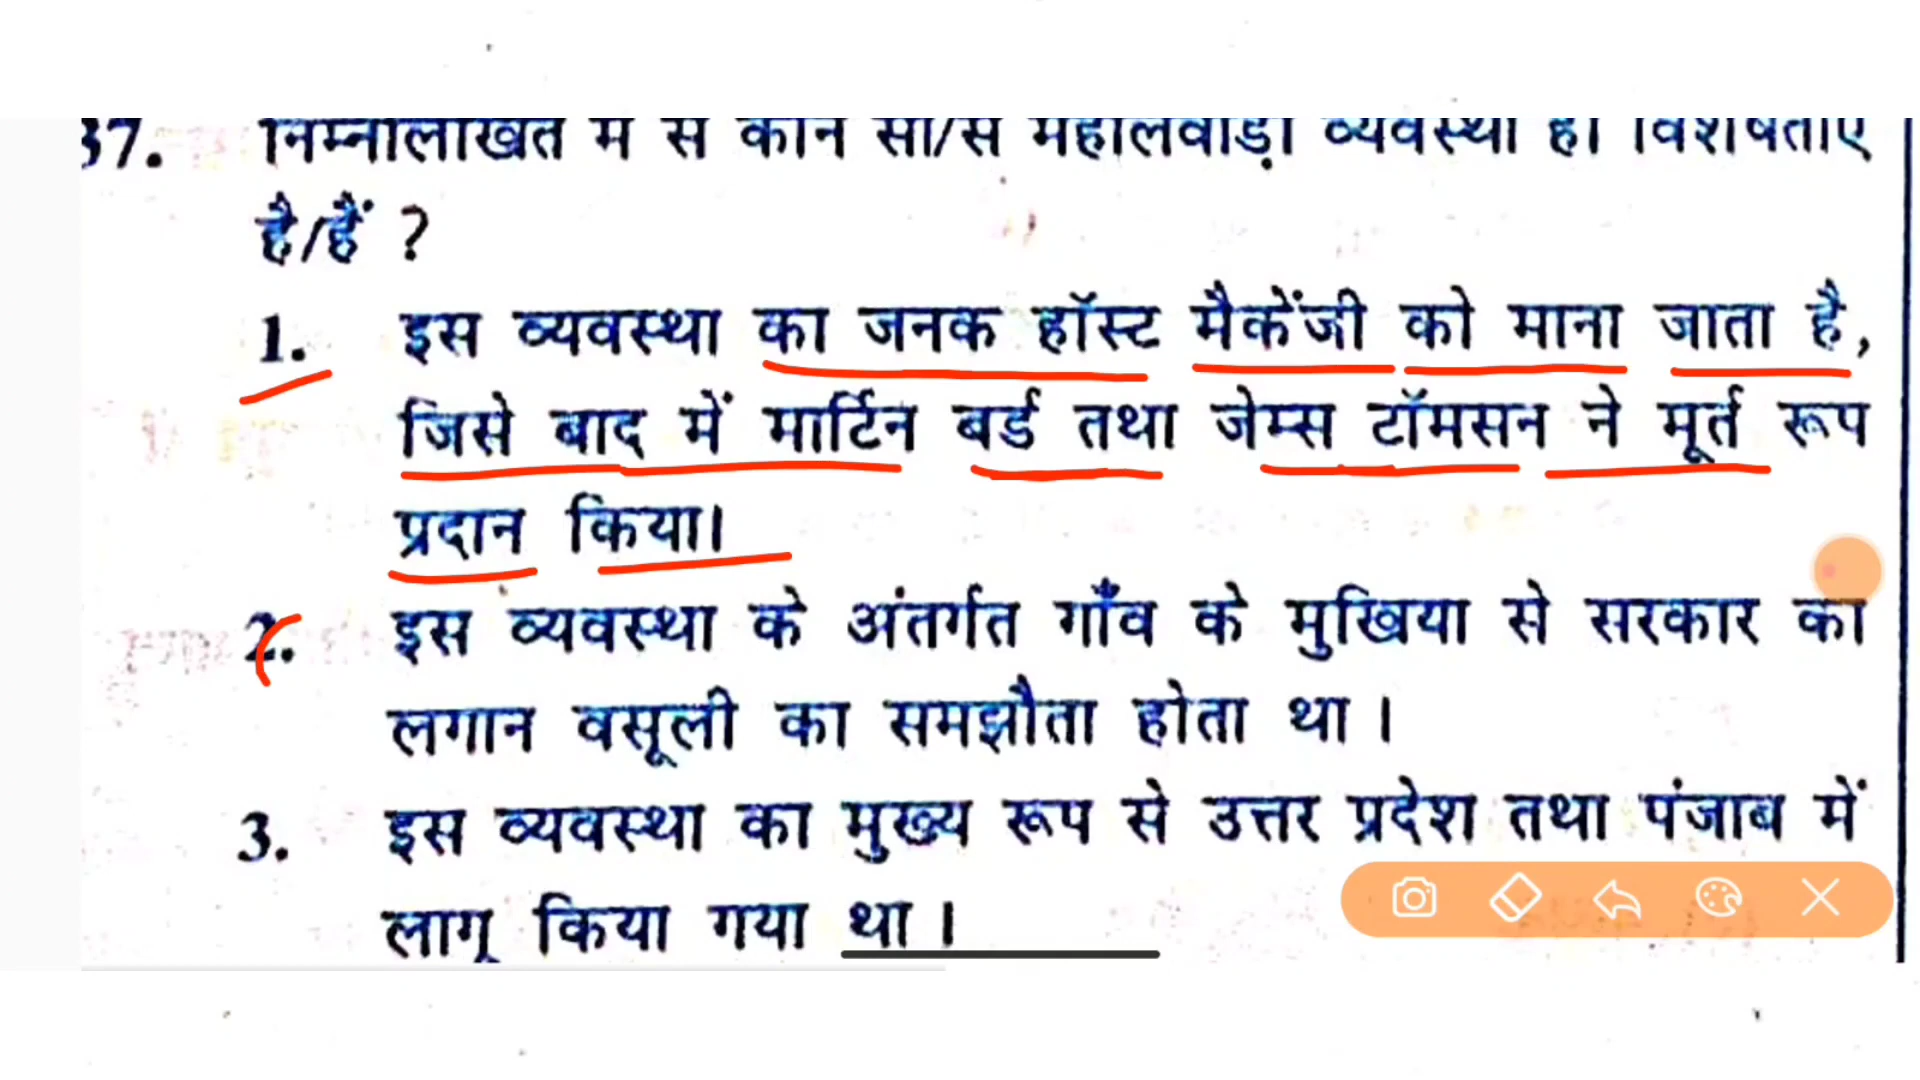 37. निम्नलिखित में से कौन सी/से महालवाड़ी व्यवस्था ही विशेषताएं
है/हैं ?
1. इस व्यवस्था का जनक हॉस्ट मैकेंजी को माना जाता है,
जिसे बाद में मार्टिन बर्ड तथा जेम्स टॉमसन ने मूर्त रूप
प्रदान किया।
2. इस व्यवस्था के अंतर्गत गाँव के मुखिया से सरकार का
लगान वसूली का समझौता होता था।
3. इस व्यवस्था का मुख्य रूप से उत्तर प्रदेश तथा पंजाब में
लागू किया गया था।